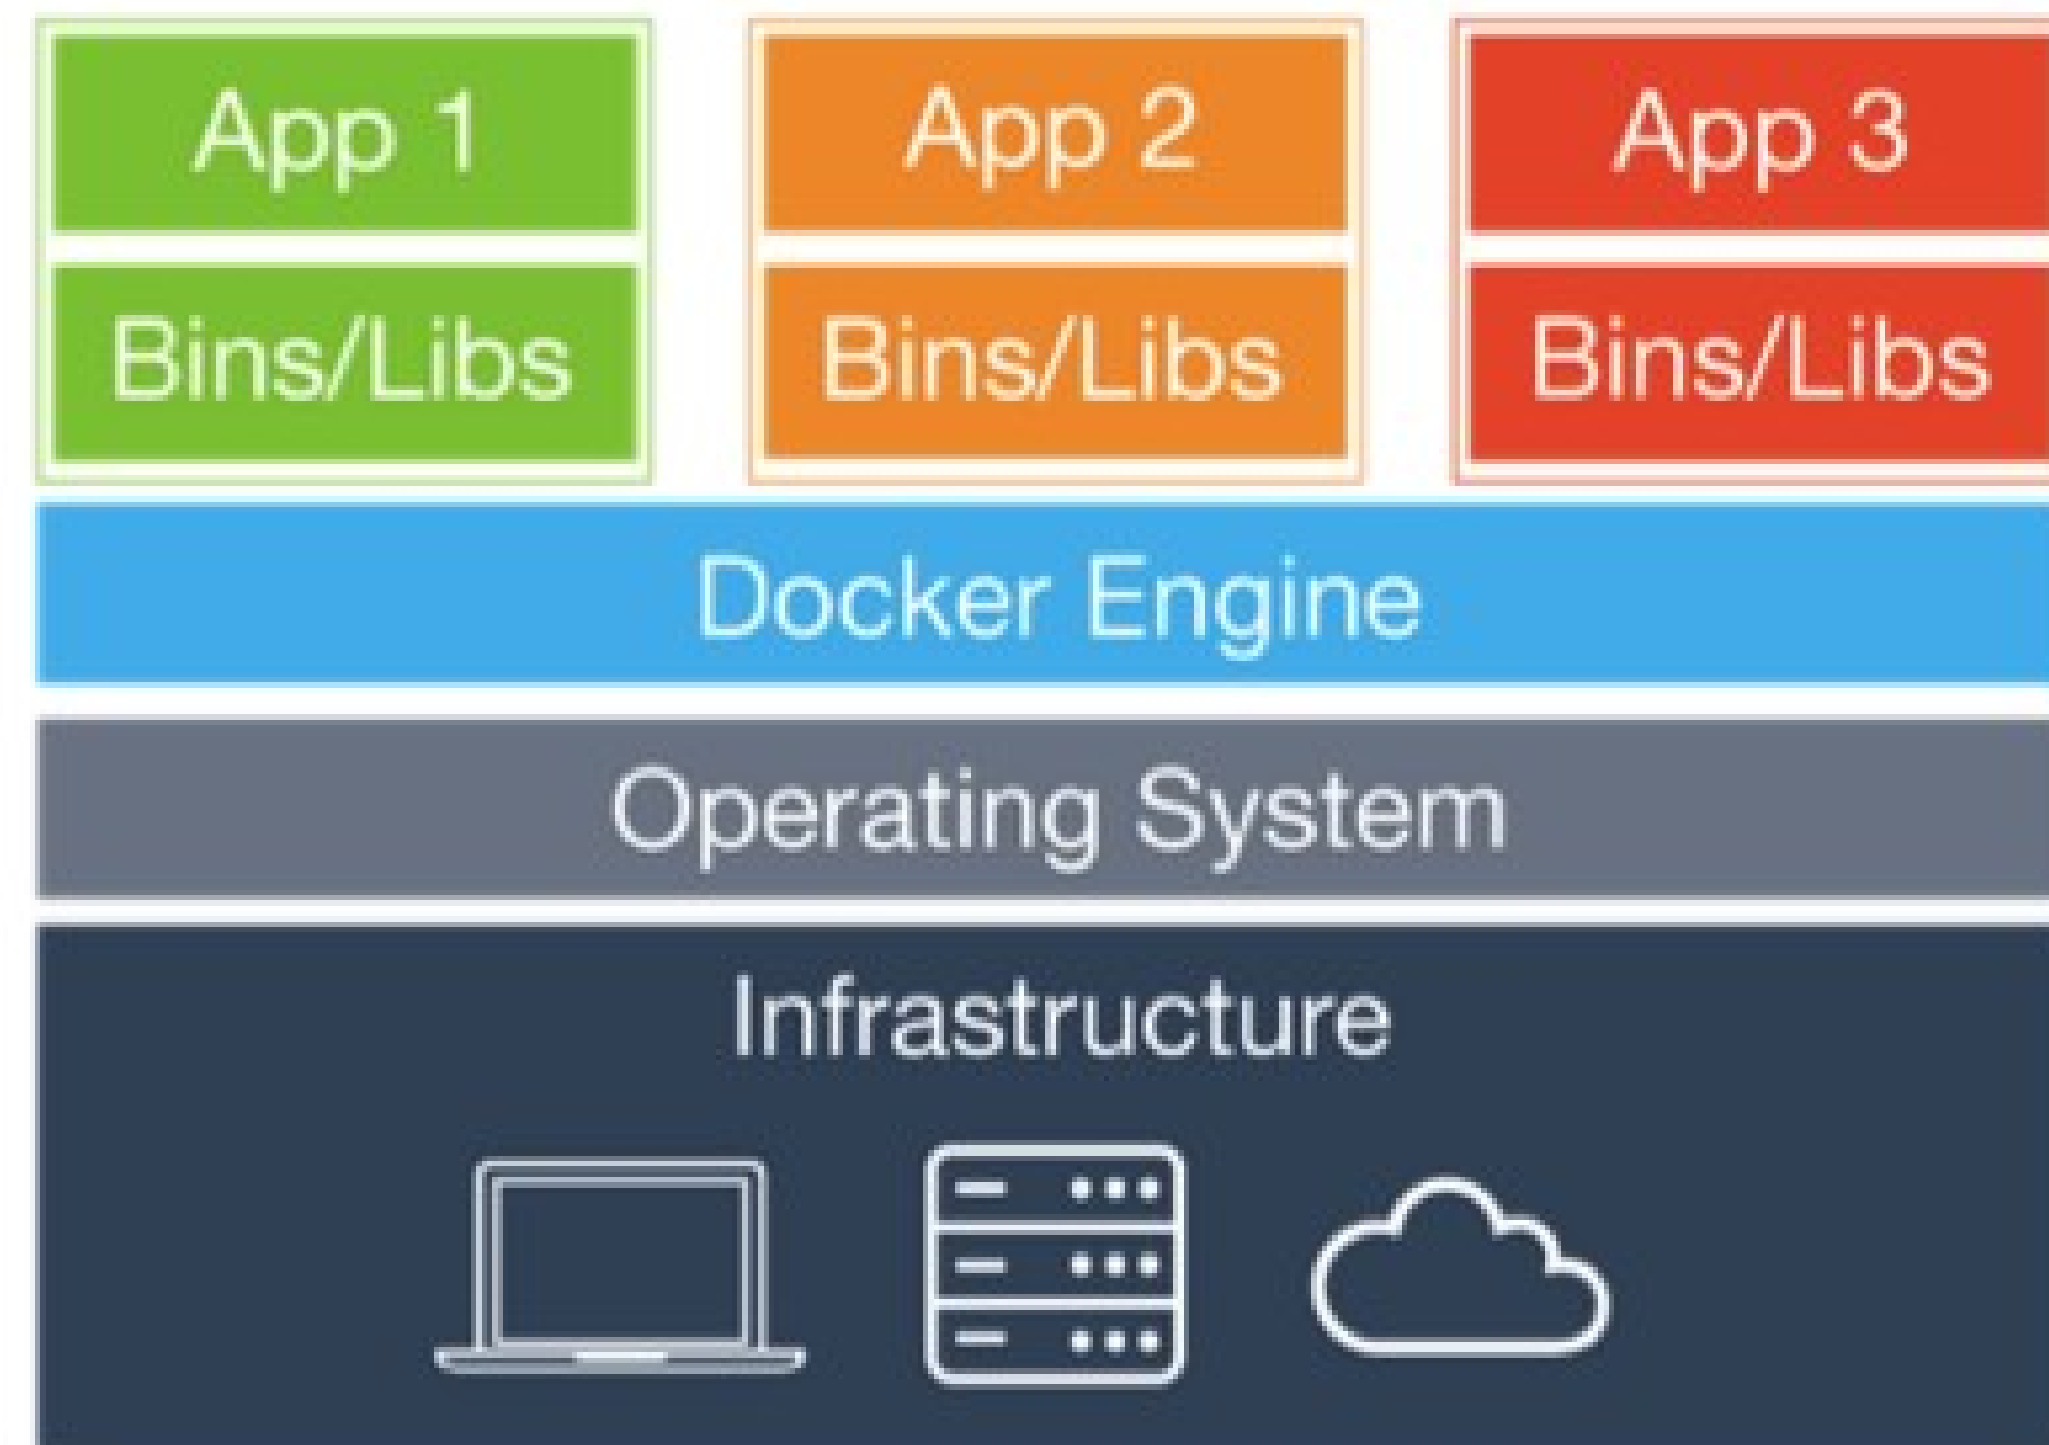 App 1
App 2
App 3
Bins/Libs
Bins/Libs
Bins/Libs
Docker Engine
Operating System
Infrastructure